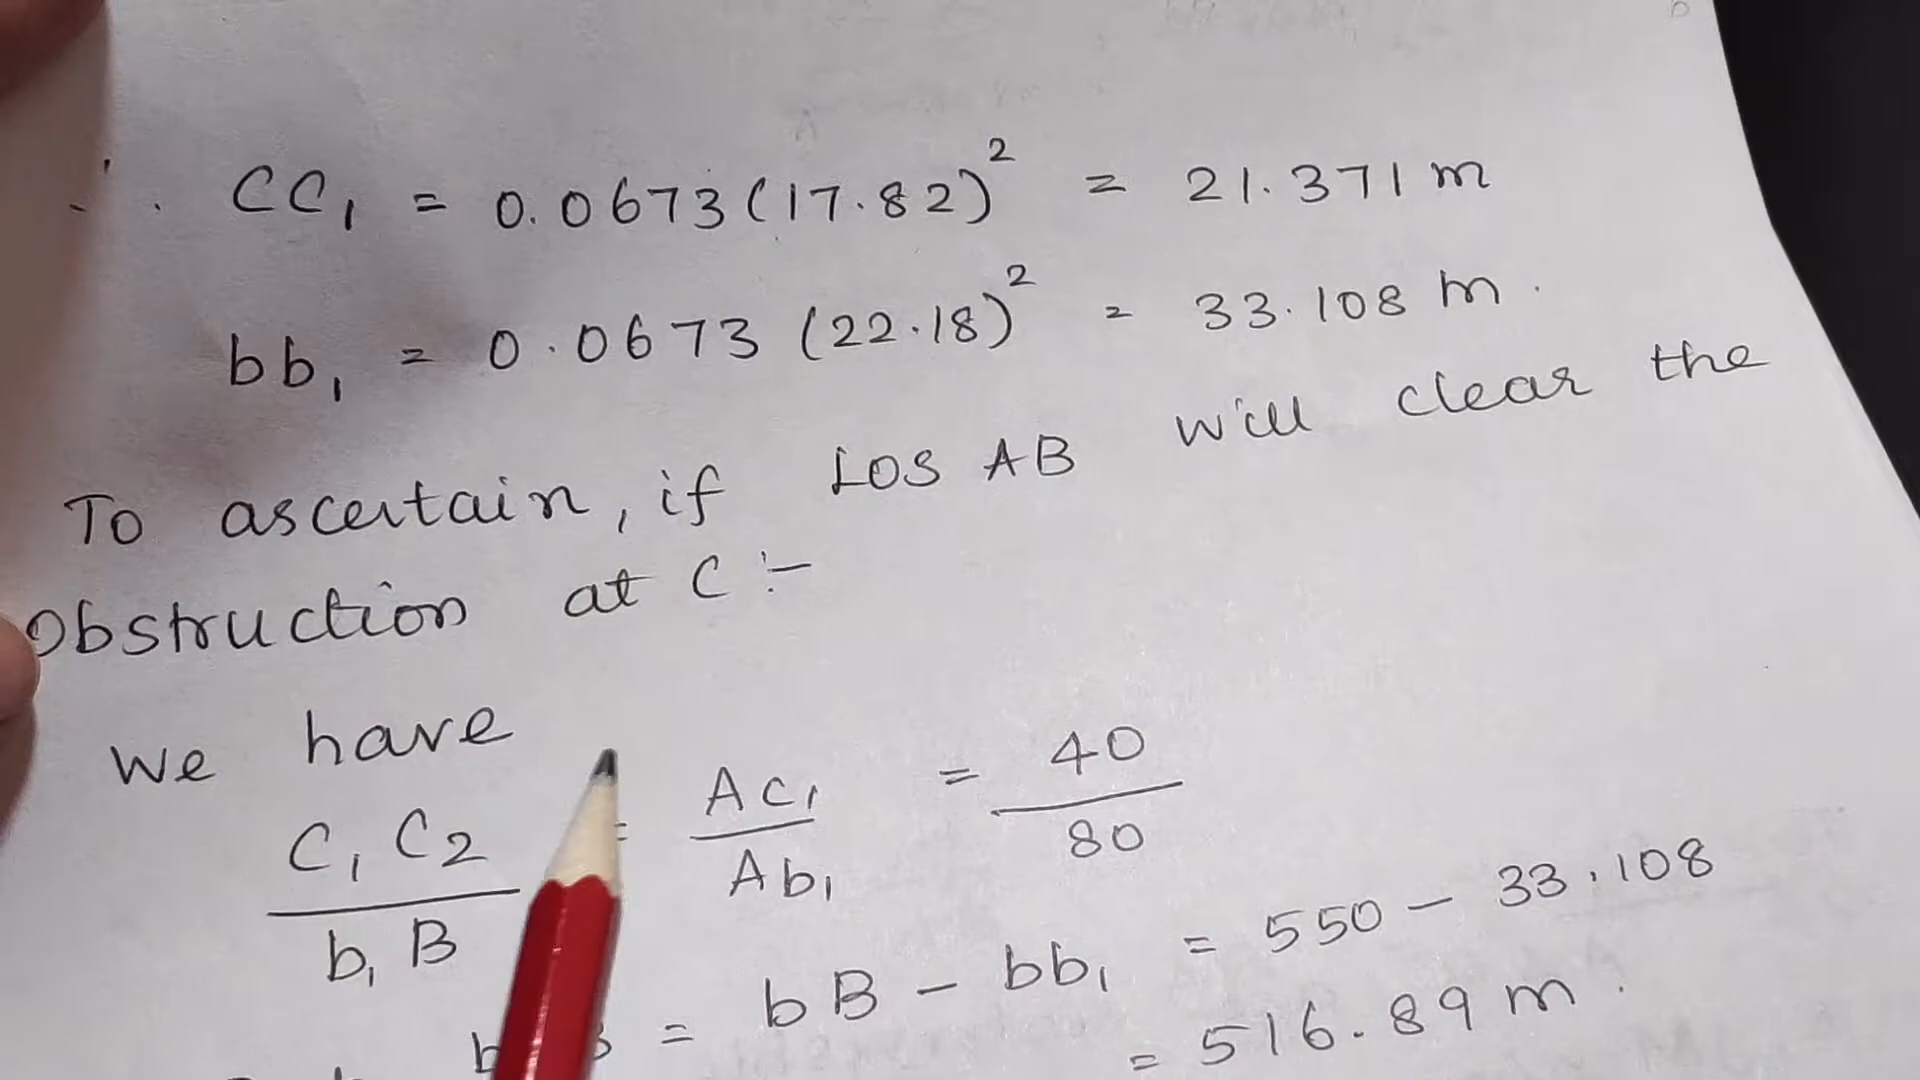 ∴ CC₁ = 0.0673(17.82)² = 21.371 m
bb₁ = 0.0673 (22.18)² = 33.108 m.
To ascertain, if LOS AB will clear the
Obstruction at C :-
We have
C₁C₂ / b₁B = AC₁ / Ab₁ = 40 / 80
= bB - bb₁ = 550 - 33.108
= 516.89 m.